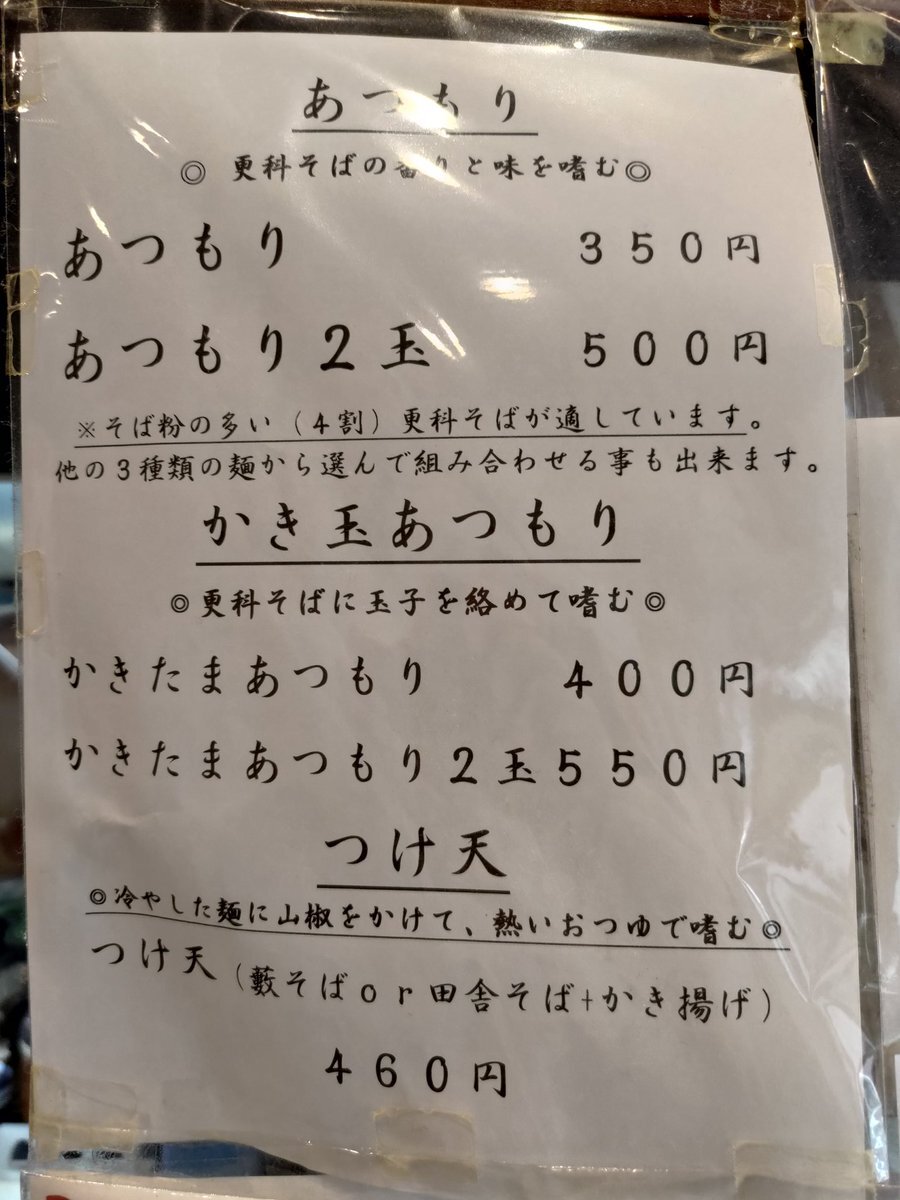 あつもり
◎更科そばの香りと味を嗜む◎
あつもり 350円
あつもり2玉 500円
※そば粉の多い(4割)更科そばが適しています。
他の3種類の麺から選んで組み合わせる事も出来ます。
かき玉あつもり
◎更科そばに玉子を絡めて嗜む◎
かきたまあつもり 400円
かきたまあつもり2玉550円
つけ天
◎冷やした麺に山椒をかけて、熱いおつゆで嗜む◎
つけ天(藪そばor田舎そば+かき揚げ)
460円